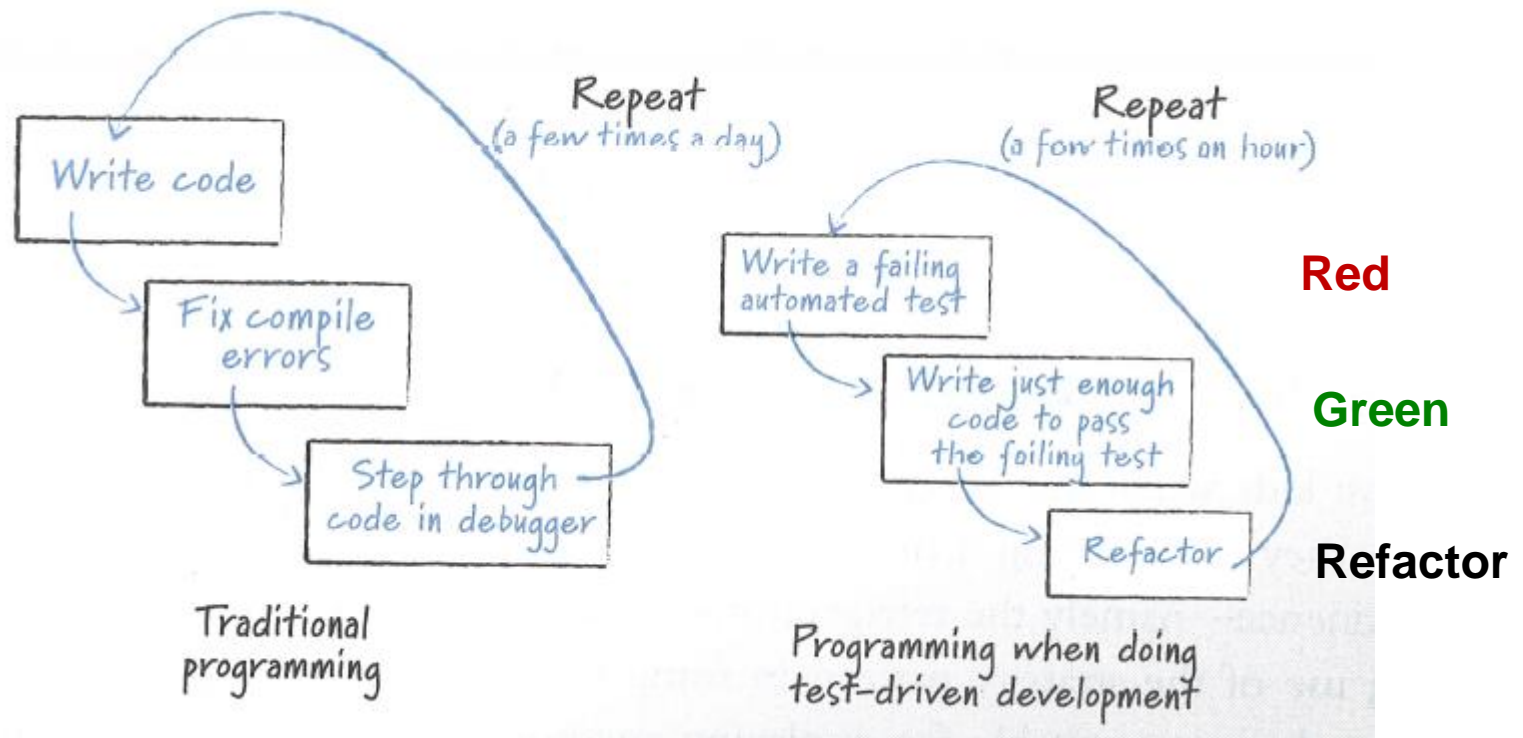 Repeat
(a few times a day)
Write code
Fix compile
errors
Step through
code in debugger
Traditional
programming
Repeat
(a few times an hour)
Write a failing
automated test
Write just enough
code to pass
the failing test
Refactor
Programming when doing
test-driven development
Red
Green
Refactor